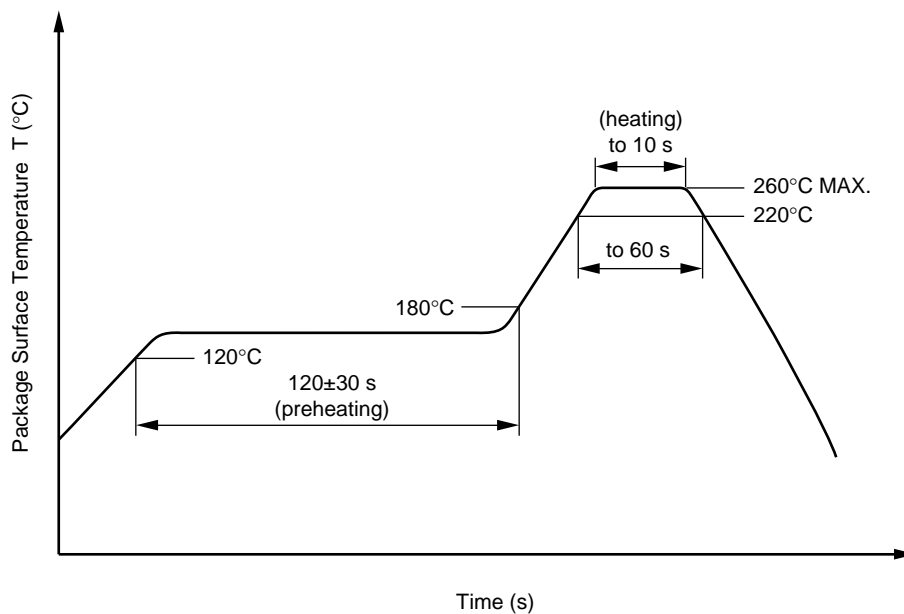 Package Surface Temperature T (°C)
(heating)
to 10 s
260°C MAX.
220°C
to 60 s
180°C
120°C
120±30 s
(preheating)
Time (s)